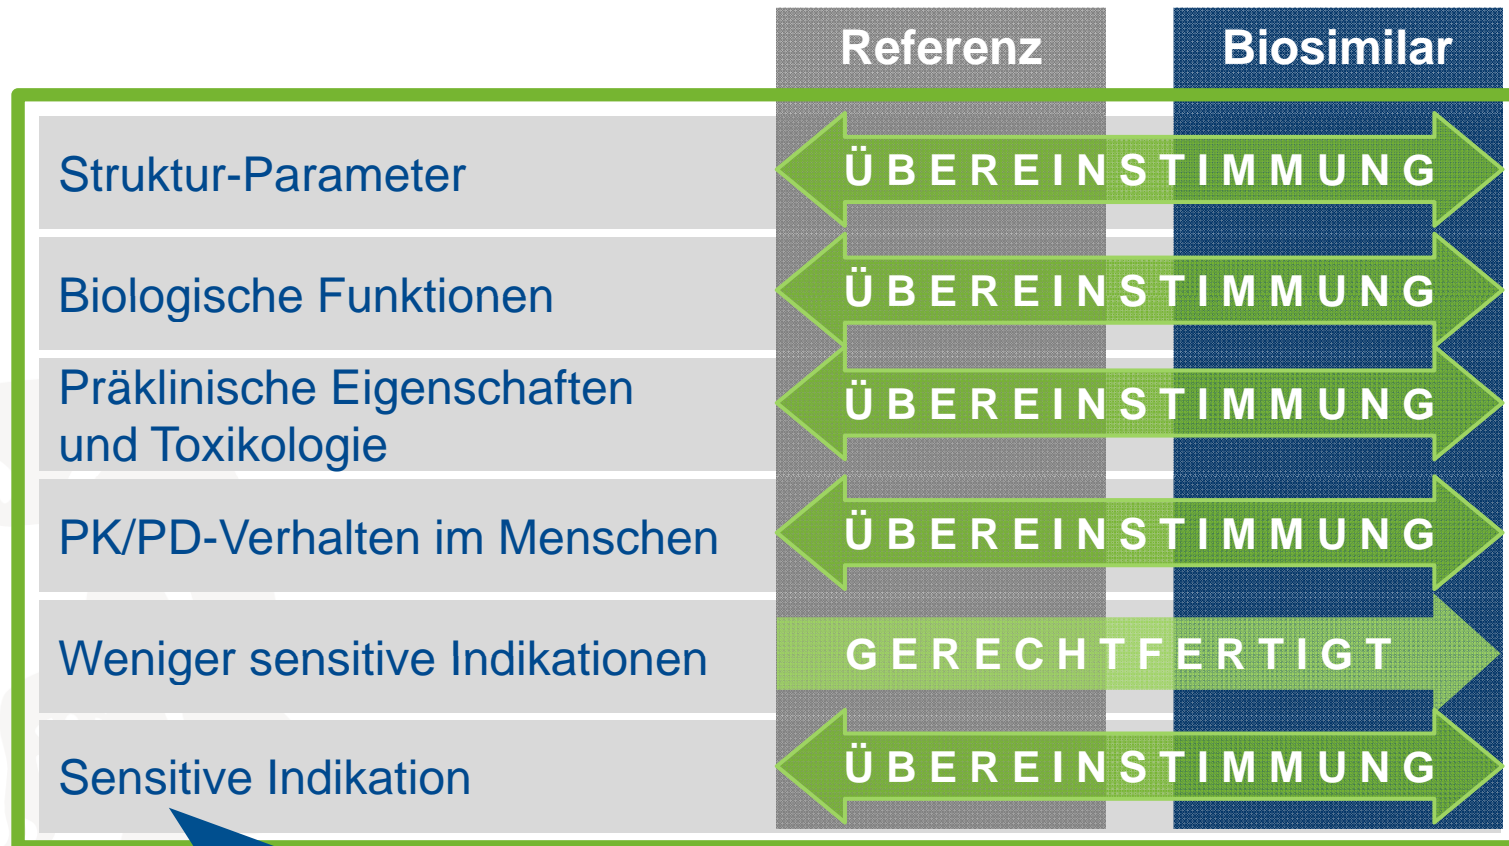 Referenz Biosimilar
Struktur-Parameter ÜBEREINSTIMMUNG
Biologische Funktionen ÜBEREINSTIMMUNG
Präklinische Eigenschaften
und Toxikologie ÜBEREINSTIMMUNG
PK/PD-Verhalten im Menschen ÜBEREINSTIMMUNG
Weniger sensitive Indikationen GERECHTFERTIGT
Sensitive Indikation ÜBEREINSTIMMUNG